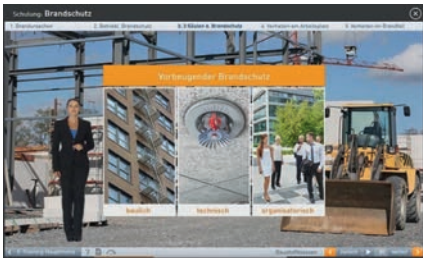 Schulung: Brandschutz
1. Brandursachen
2. Betriebl. Brandschutz
3. 3 Säulen d. Brandschutz
4. Verhalten am Arbeitsplatz
5. Verhalten im Brandfall
Vorbeugender Brandschutz
baulich
technisch
organisatorisch